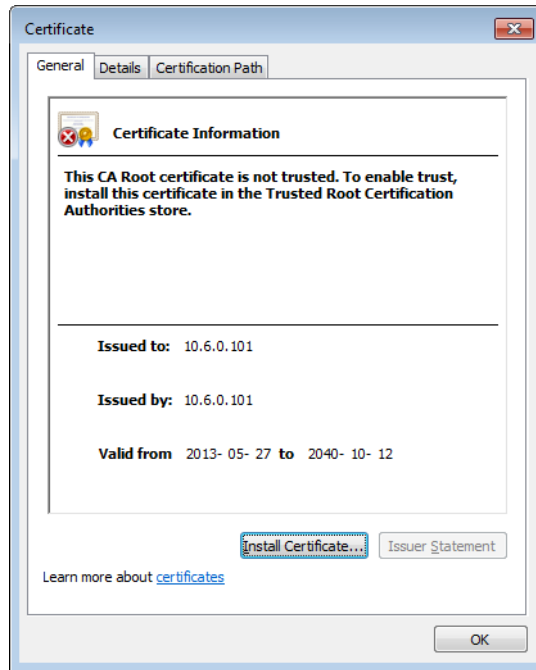 Certificate
General Details Certification Path
Certificate Information
This CA Root certificate is not trusted. To enable trust,
install this certificate in the Trusted Root Certification
Authorities store.
Issued to: 10.6.0.101
Issued by: 10.6.0.101
Valid from 2013- 05- 27 to 2040- 10- 12
Install Certificate... Issuer Statement
Learn more about certificates
OK